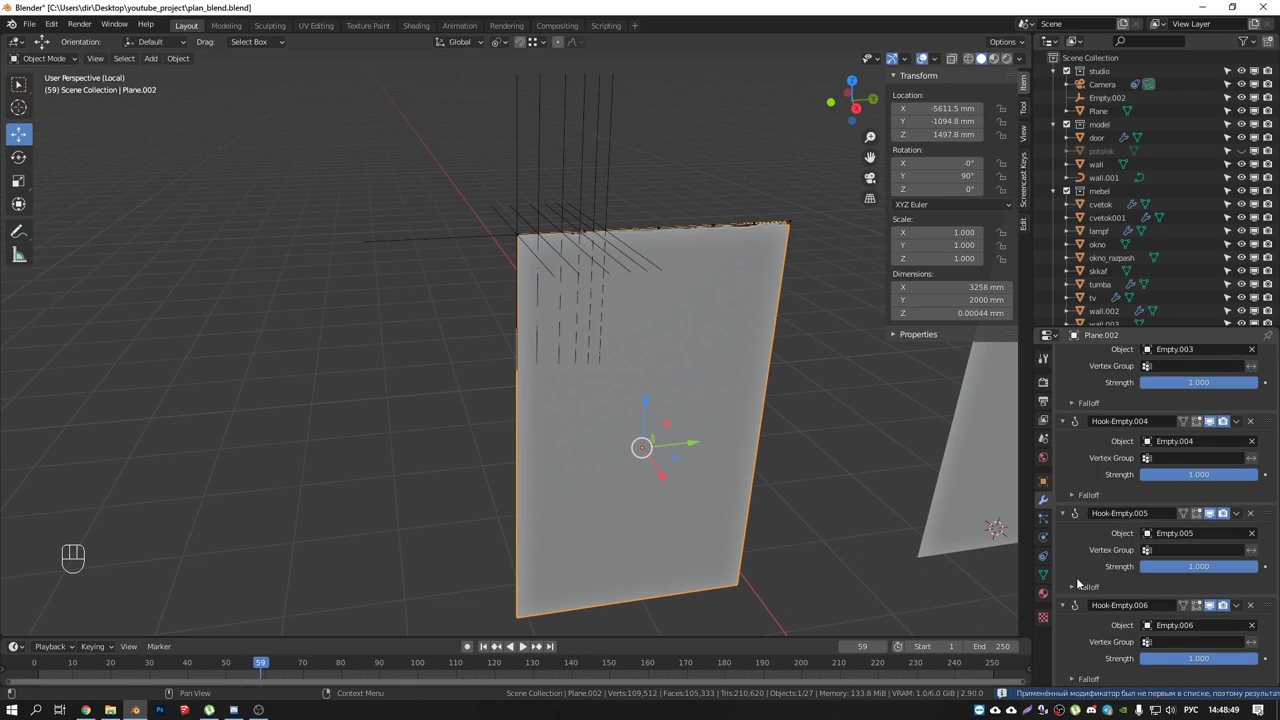 Blender* [C:\Users\dir\Desktop\youtube_project\plan_blend.blend]
File Edit Render Window Help Layout Modeling Sculpting UV Editing Texture Paint Shading Animation Rendering Compositing Scripting + Scene View Layer
Orientation: Default Drag: Select Box Global Options
Object Mode View Select Add Object
User Perspective (Local)
(59) Scene Collection | Plane.002
Transform
Location:
X -5611.5 mm
Y -1094.8 mm
Z 1497.8 mm
Rotation:
X -0°
Y 90°
Z 0°
XYZ Euler
Scale:
X 1.000
Y 1.000
Z 1.000
Dimensions:
X 3258 mm
Y 2000 mm
Z 0.00044 mm
Properties
Item
Tool
View
Screencast Keys
Edit
Z
Y
X
Scene Collection
studio
Camera
Empty.002
Plane
model
door
potolok
wall
wall.001
mebel
cvetok
cvetok001
lampf
okno
okno_razpash
skkaf
tumba
tv
wall.002
wall.003
Plane.002
Object Empty.003
Vertex Group
Strength 1.000
Falloff
Hook-Empty.004
Object Empty.004
Vertex Group
Strength 1.000
Falloff
Hook-Empty.005
Object Empty.005
Vertex Group
Strength 1.000
Falloff
Hook-Empty.006
Object Empty.006
Vertex Group
Strength 1.000
Falloff
Playback Keying View Marker 59 Start 1 End 250
0 10 20 30 40 50 59 70 80 90 100 110 120 130 140 150 160 170 180 190 200 210 220 230 240 250
Select Pan View Context Menu Scene Collection | Plane.002 | Verts:109,512 | Faces:105,333 | Tris:210,620 | Objects:1/27 | Memory: 133.8 MiB | VRAM: 1.0/6.0 GiB | 2.90.0 Применённый модификатор был не первым в списке, поэтому результат
РУС 14:48:49